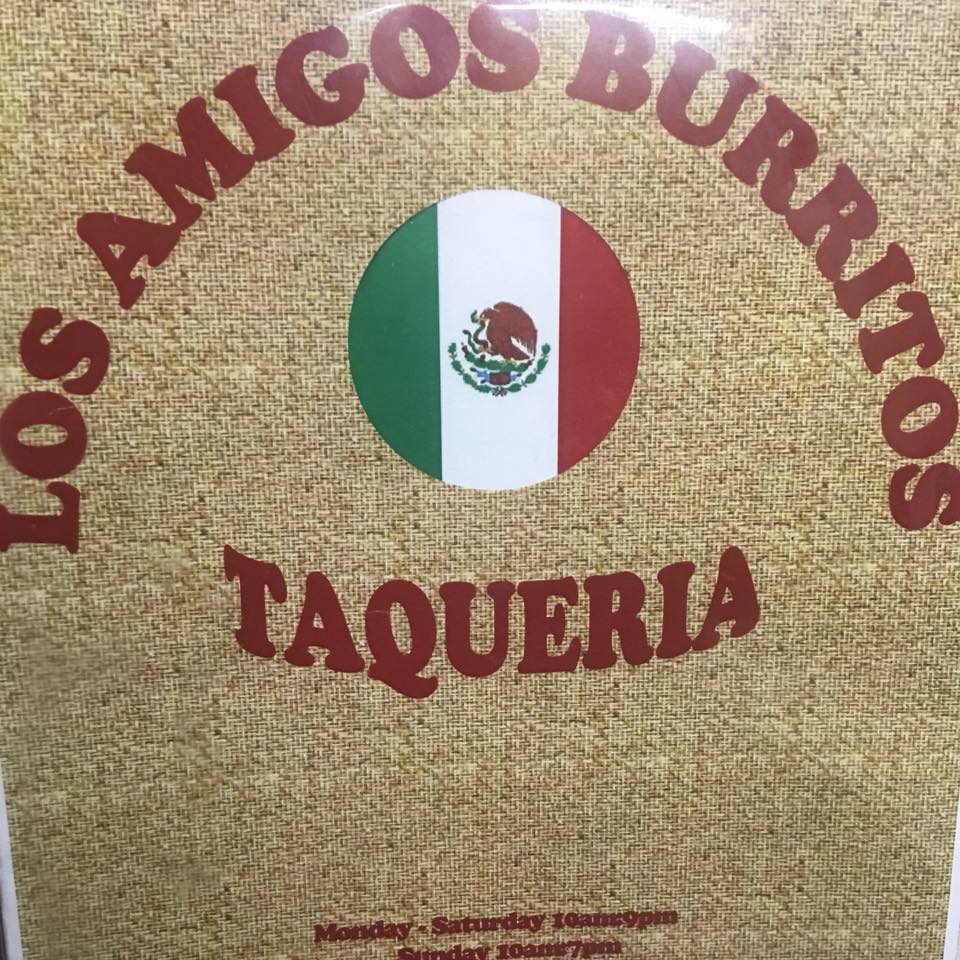 LOS AMIGOS BURRITOS
TAQUERIA
Monday - Saturday 10am-9pm
Sunday 10am-7pm